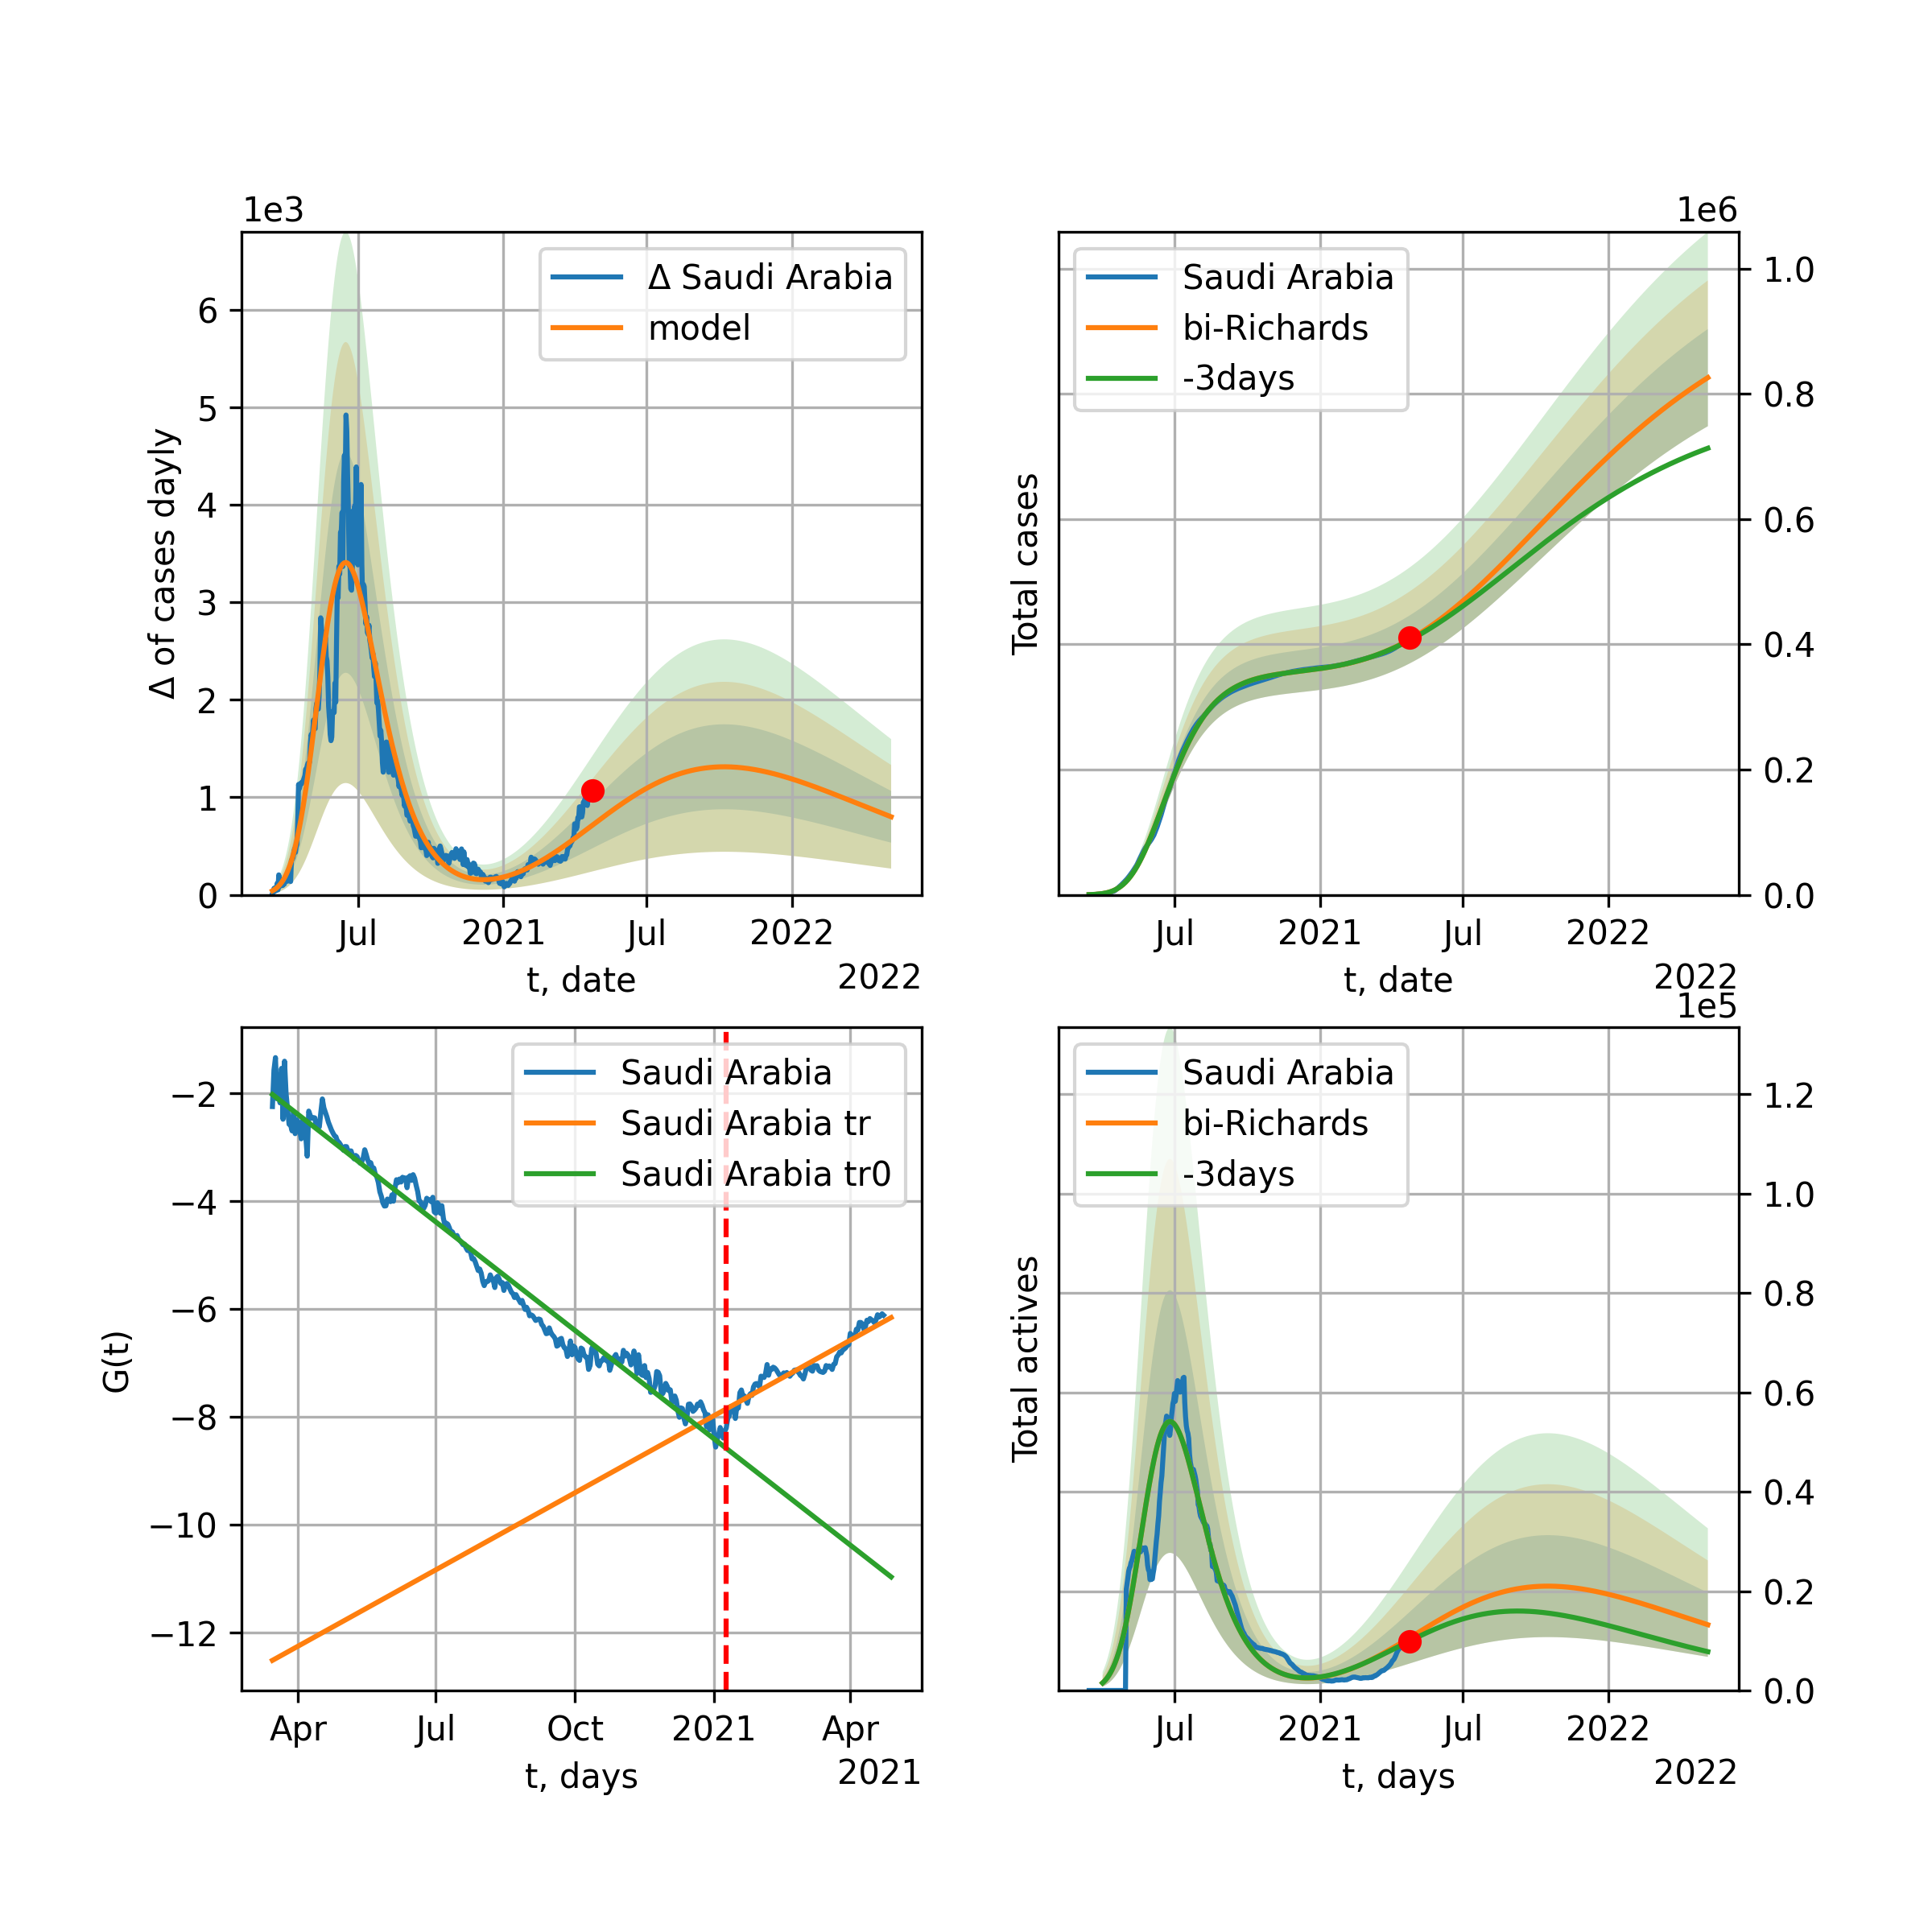 1e3
Δ of cases dayly
6
5
4
3
2
1
0
Δ Saudi Arabia
model
Jul
2021
Jul
2022
t, date
2022
1e6
Total cases
Saudi Arabia
bi-Richards
-3days
1.0
0.8
0.6
0.4
0.2
0.0
Jul
2021
Jul
2022
t, date
2022
G(t)
−2
−4
−6
−8
−10
−12
Saudi Arabia
Saudi Arabia tr
Saudi Arabia tr0
Apr
Jul
Oct
2021
Apr
t, days
2021
1e5
Total actives
Saudi Arabia
bi-Richards
-3days
1.2
1.0
0.8
0.6
0.4
0.2
0.0
Jul
2021
Jul
2022
t, days
2022